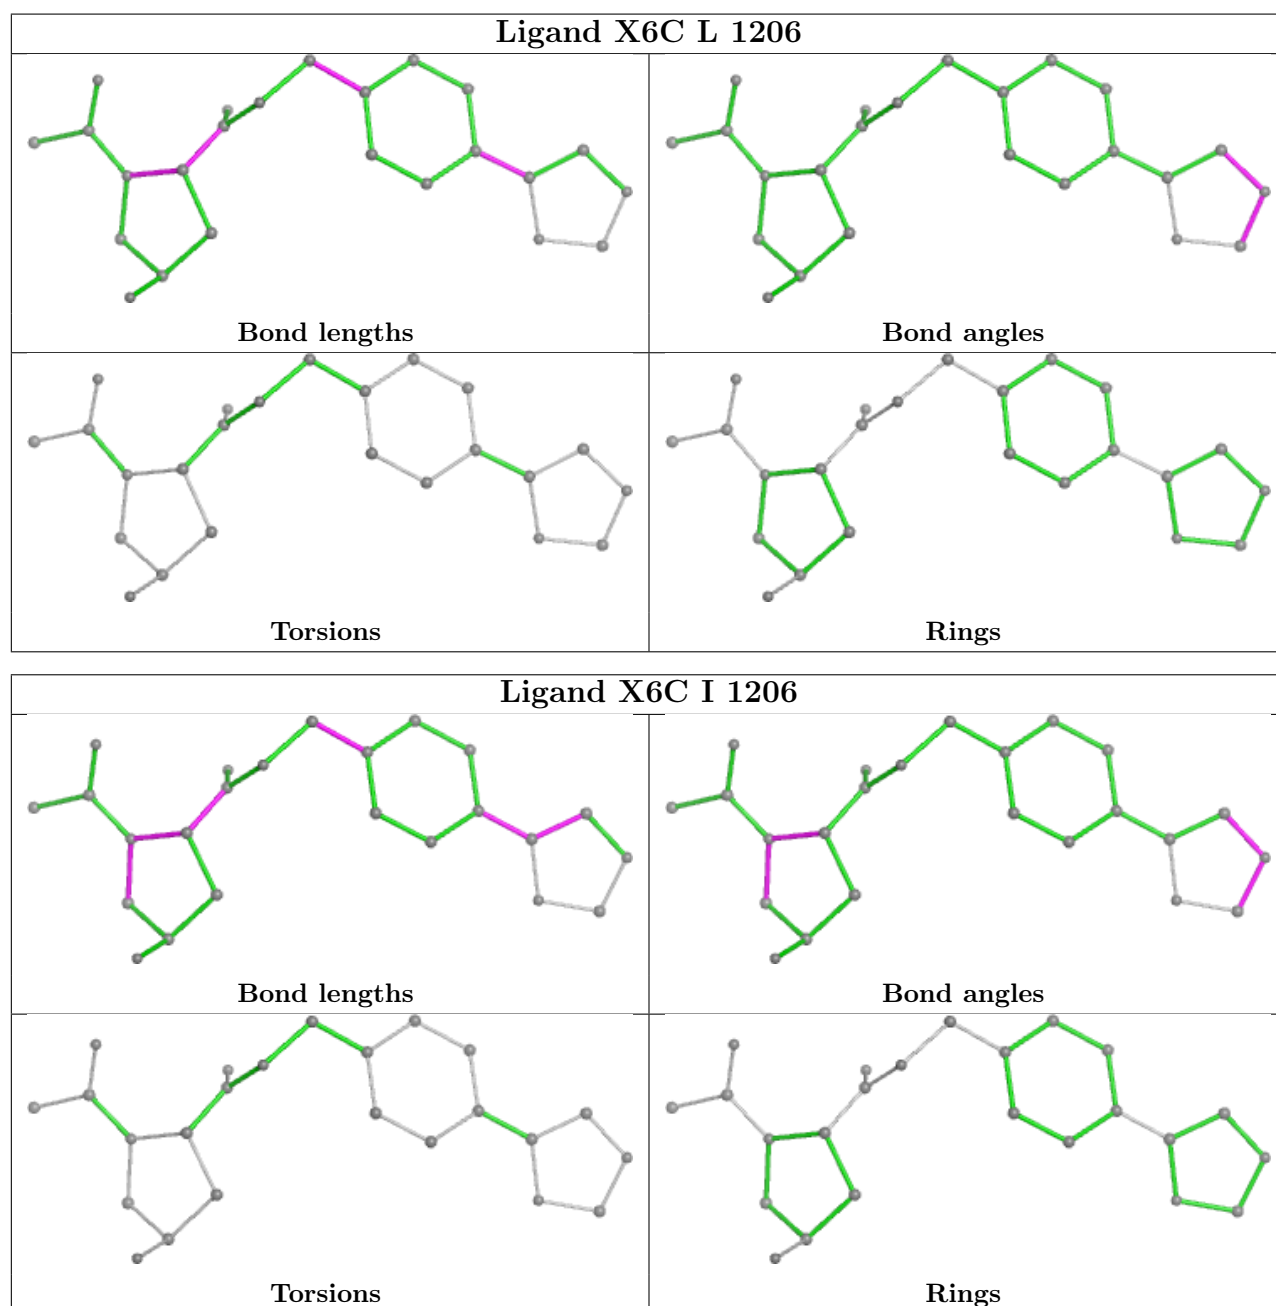 Ligand X6C L 1206
Bond lengths
Bond angles
Torsions
Rings
Ligand X6C I 1206
Bond lengths
Bond angles
Torsions
Rings